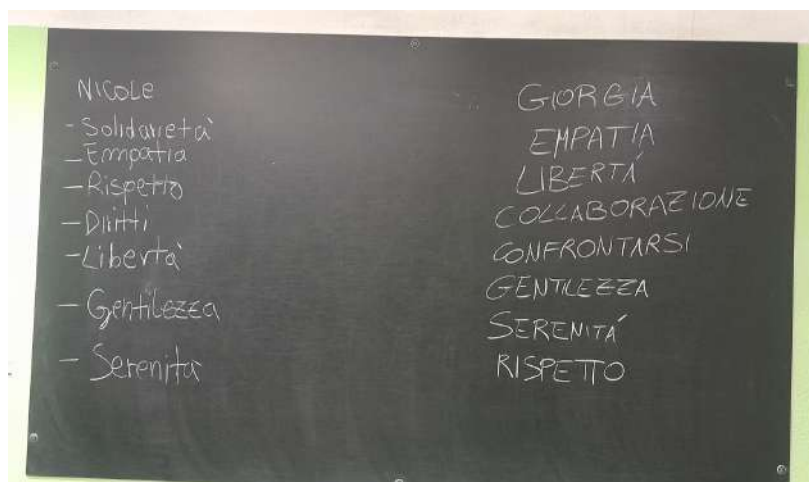 NICOLE
- Solidarietà
- Empatia
- Rispetto
- Diritti
- Libertà
- Gentilezza
- Serenità
GIORGIA
EMPATIA
LIBERTÁ
COLLABORAZIONE
CONFRONTARSI
GENTILEZZA
SERENITÁ
RISPETTO